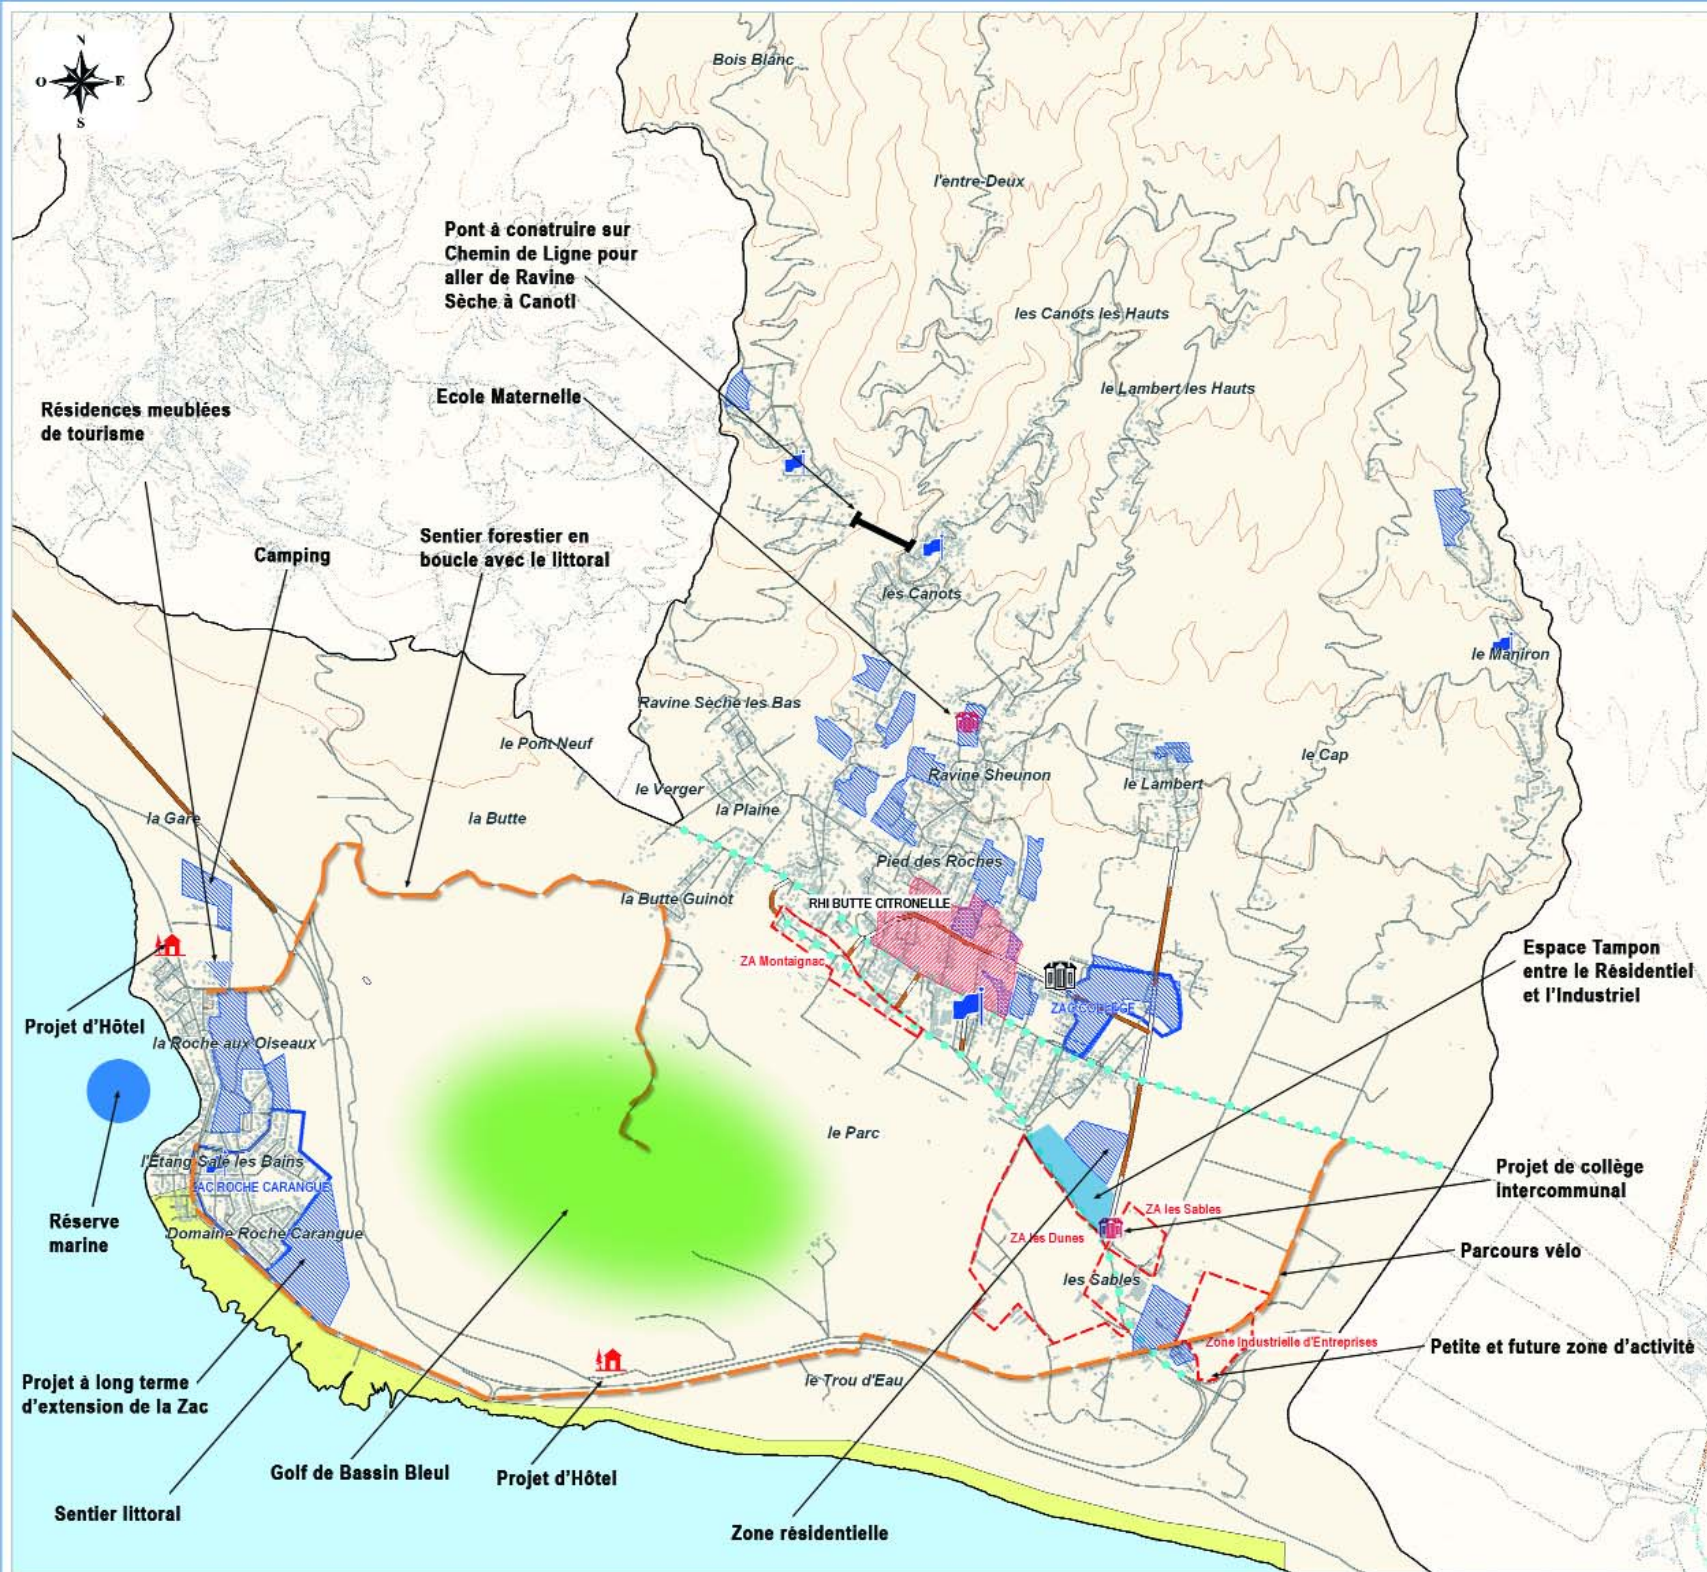 N
O
E
S
Bois Blanc
l'entre-Deux
Pont à construire sur
Chemin de Ligne pour
aller de Ravine
Sèche à Canotl
les Canots les Hauts
le Lambert les Hauts
Ecole Maternelle
Résidences meublées
de tourisme
Sentier forestier en
boucle avec le littoral
Camping
les Canots
le Maniron
Ravine Sèche les Bas
le Pont Neuf
le Cap
Ravine Sheunon
le Lambert
le Verger
la Plaine
la Gare
la Butte
Pied des Roches
la Butte Guinot
RHI BUTTE CITRONELLE
Espace Tampon
entre le Résidentiel
et l'Industriel
ZA Montaignac
ZAC COLLEGE
Projet d'Hôtel
la Roche aux Oiseaux
le Parc
l'Etang Salé les Bains
ZAC ROCHE CARANGUE
Projet de collège
intercommunal
ZA les Sables
Réserve
marine
Domaine Roche Carangue
ZA les Dunes
Parcours vélo
les Sables
Zone Industrielle d'Entreprises
Petite et future zone d'activité
Projet à long terme
d'extension de la Zac
le Trou d'Eau
Golf de Bassin Bleul
Projet d'Hôtel
Sentier littoral
Zone résidentielle